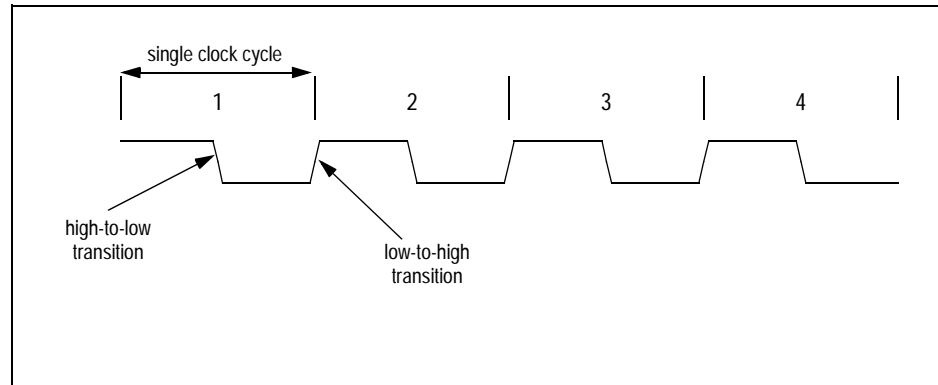 single clock cycle
1 2 3 4
high-to-low
transition
low-to-high
transition